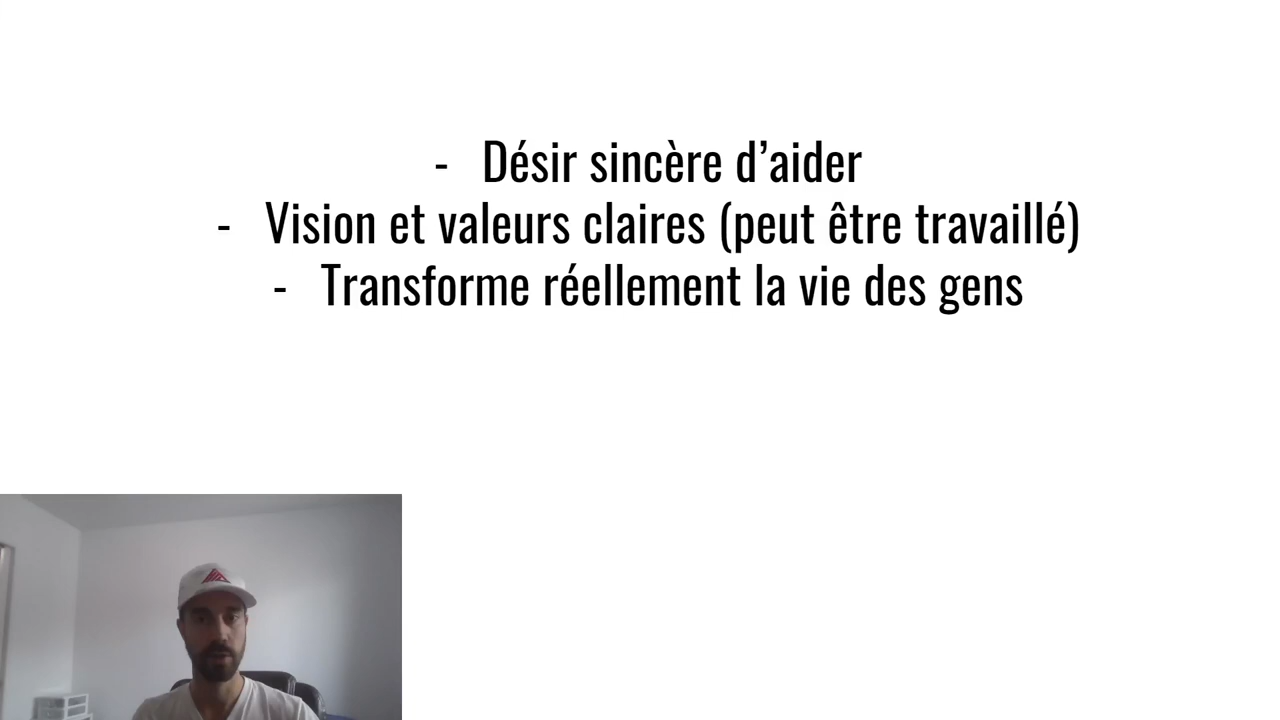 - Désir sincère d’aider
- Vision et valeurs claires (peut être travaillé)
- Transforme réellement la vie des gens